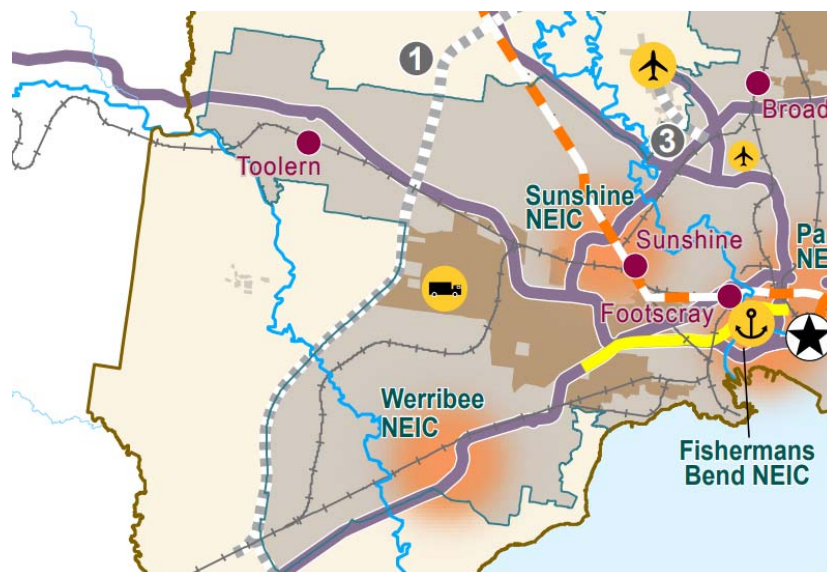 1
Broad
3
Toolern
Sunshine
NEIC
Pa
NE
Sunshine
Footscray
Werribee
NEIC
Fishermans
Bend NEIC